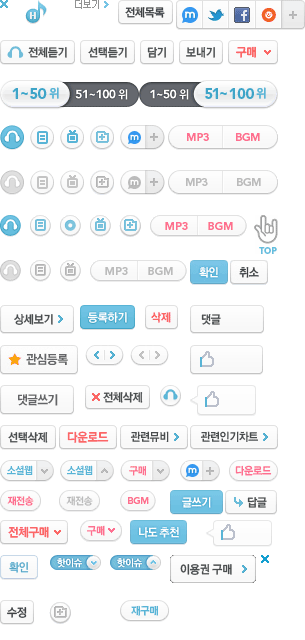 더보기 > 전체목록
전체듣기 선택듣기 담기 보내기 구매
1~50 위 51~100 위 1~50 위 51~100 위
MP3 BGM
MP3 BGM
MP3 BGM
TOP
MP3 BGM 확인 취소
상세보기 > 등록하기 삭제 댓글
관심등록
댓글쓰기 전체삭제
선택삭제 다운로드 관련뮤비 > 관련인기차트 >
소셜웹 소셜웹 구매 다운로드
재전송 재전송 BGM 글쓰기 답글
전체구매 구매 나도 추천
확인 핫이슈 핫이슈 이용권 구매 >
수정 재구매